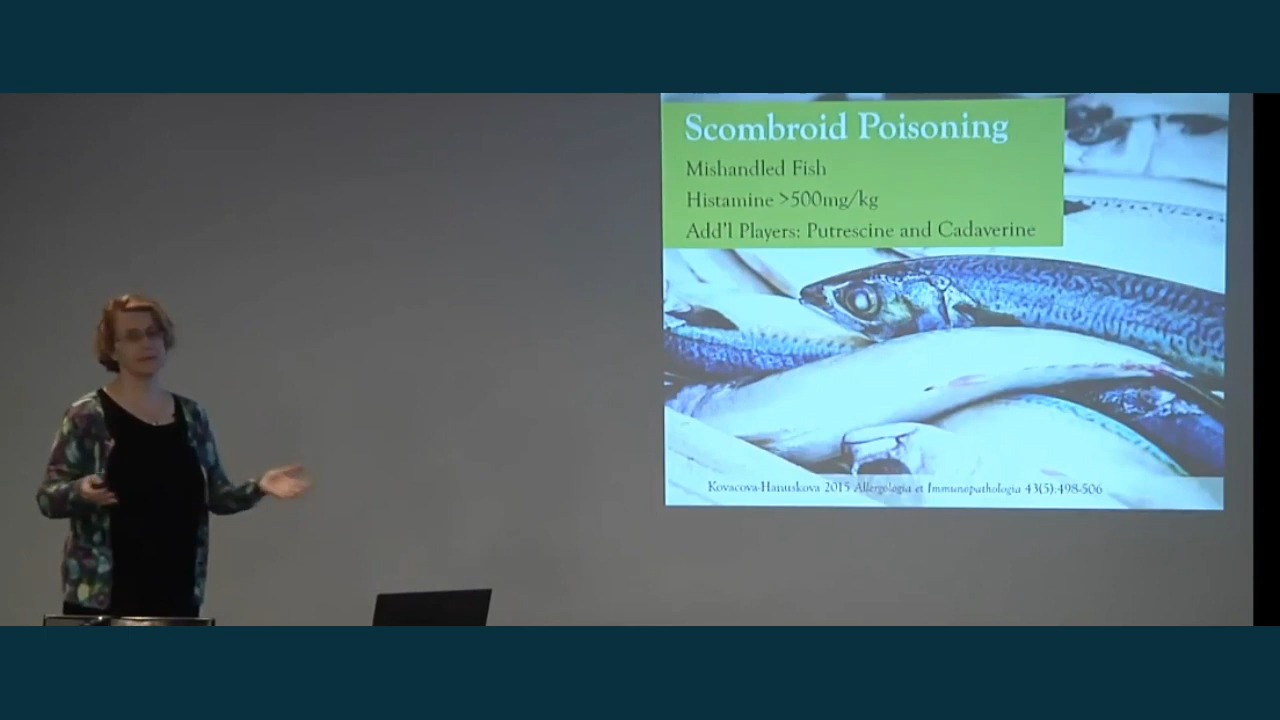 Scombroid Poisoning
Mishandled Fish
Histamine >500mg/kg
Add'l Players: Putrescine and Cadaverine
Kovacova-Hanuskova 2015 Allergologia et Immunopathologia 43(5):498-506